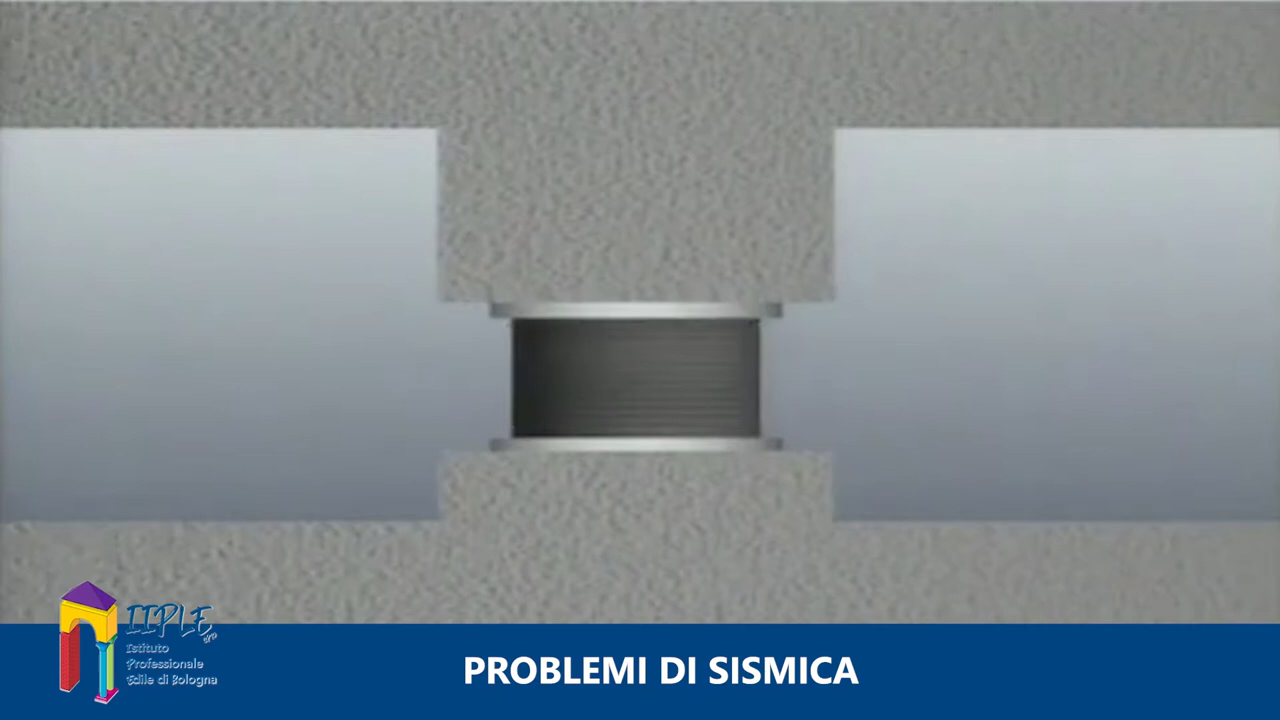 IIPLE
Istituto
Professionale
Edile di Bologna
PROBLEMI DI SISMICA